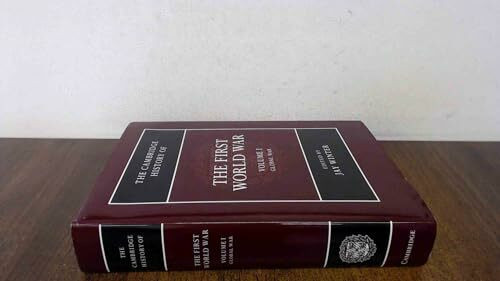 THE CAMBRIDGE
HISTORY OF
THE FIRST
WORLD WAR
VOLUME I
GLOBAL WAR
EDITED BY
JAY WINTER
THE
CAMBRIDGE
HISTORY OF
THE FIRST
WORLD WAR
VOLUME I
GLOBAL WAR
CAMBRIDGE